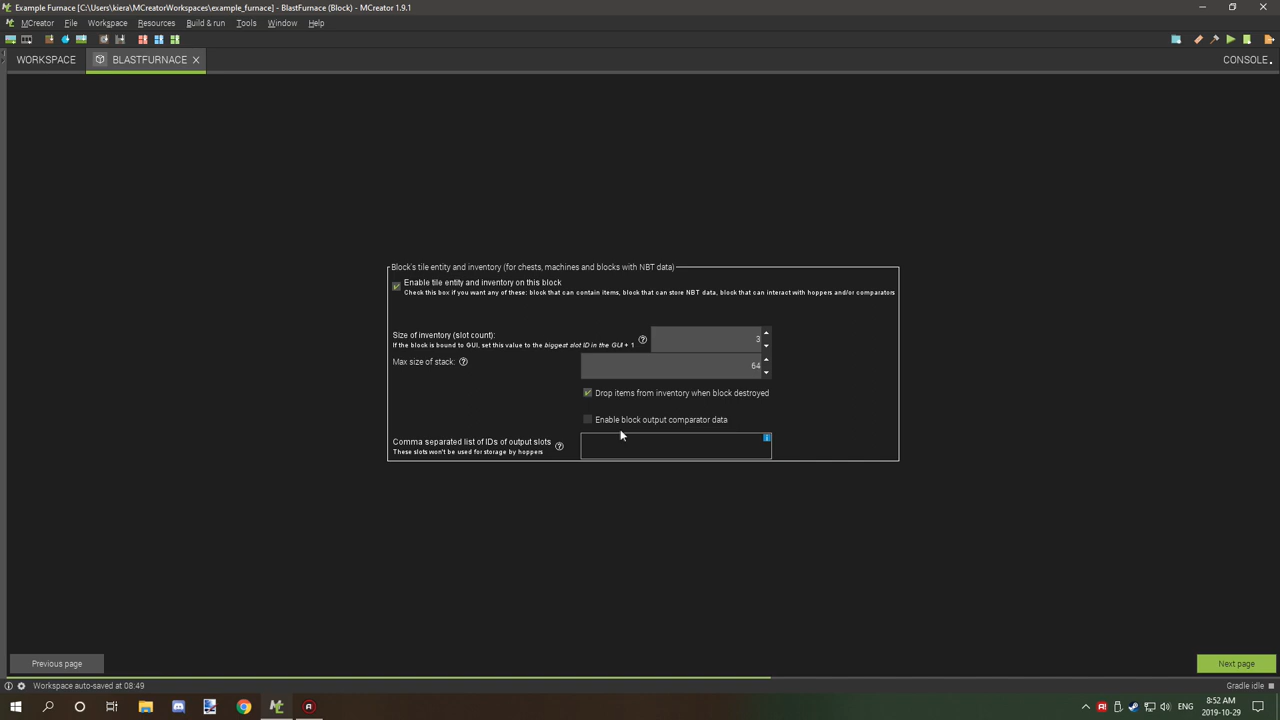 Example Furnace [C:\Users\kiera\MCreatorWorkspaces\example_furnace] - BlastFurnace (Block) - MCreator 1.9.1
MCreator File Workspace Resources Build & run Tools Window Help
WORKSPACE BLASTFURNACE CONSOLE
Block's tile entity and inventory (for chests, machines and blocks with NBT data)
Enable tile entity and inventory on this block
Check this box if you want any of these: block that can contain items, block that can store NBT data, block that can interact with hoppers and/or comparators
Size of inventory (slot count): 3
If the block is bound to GUI, set this value to the biggest slot ID in the GUI + 1
Max size of stack: 64
Drop items from inventory when block destroyed
Enable block output comparator data
Comma separated list of IDs of output slots
These slots won't be used for storage by hoppers
Previous page Next page
Workspace auto-saved at 08:49 Gradle idle
ENG 8:52 AM
2019-10-29